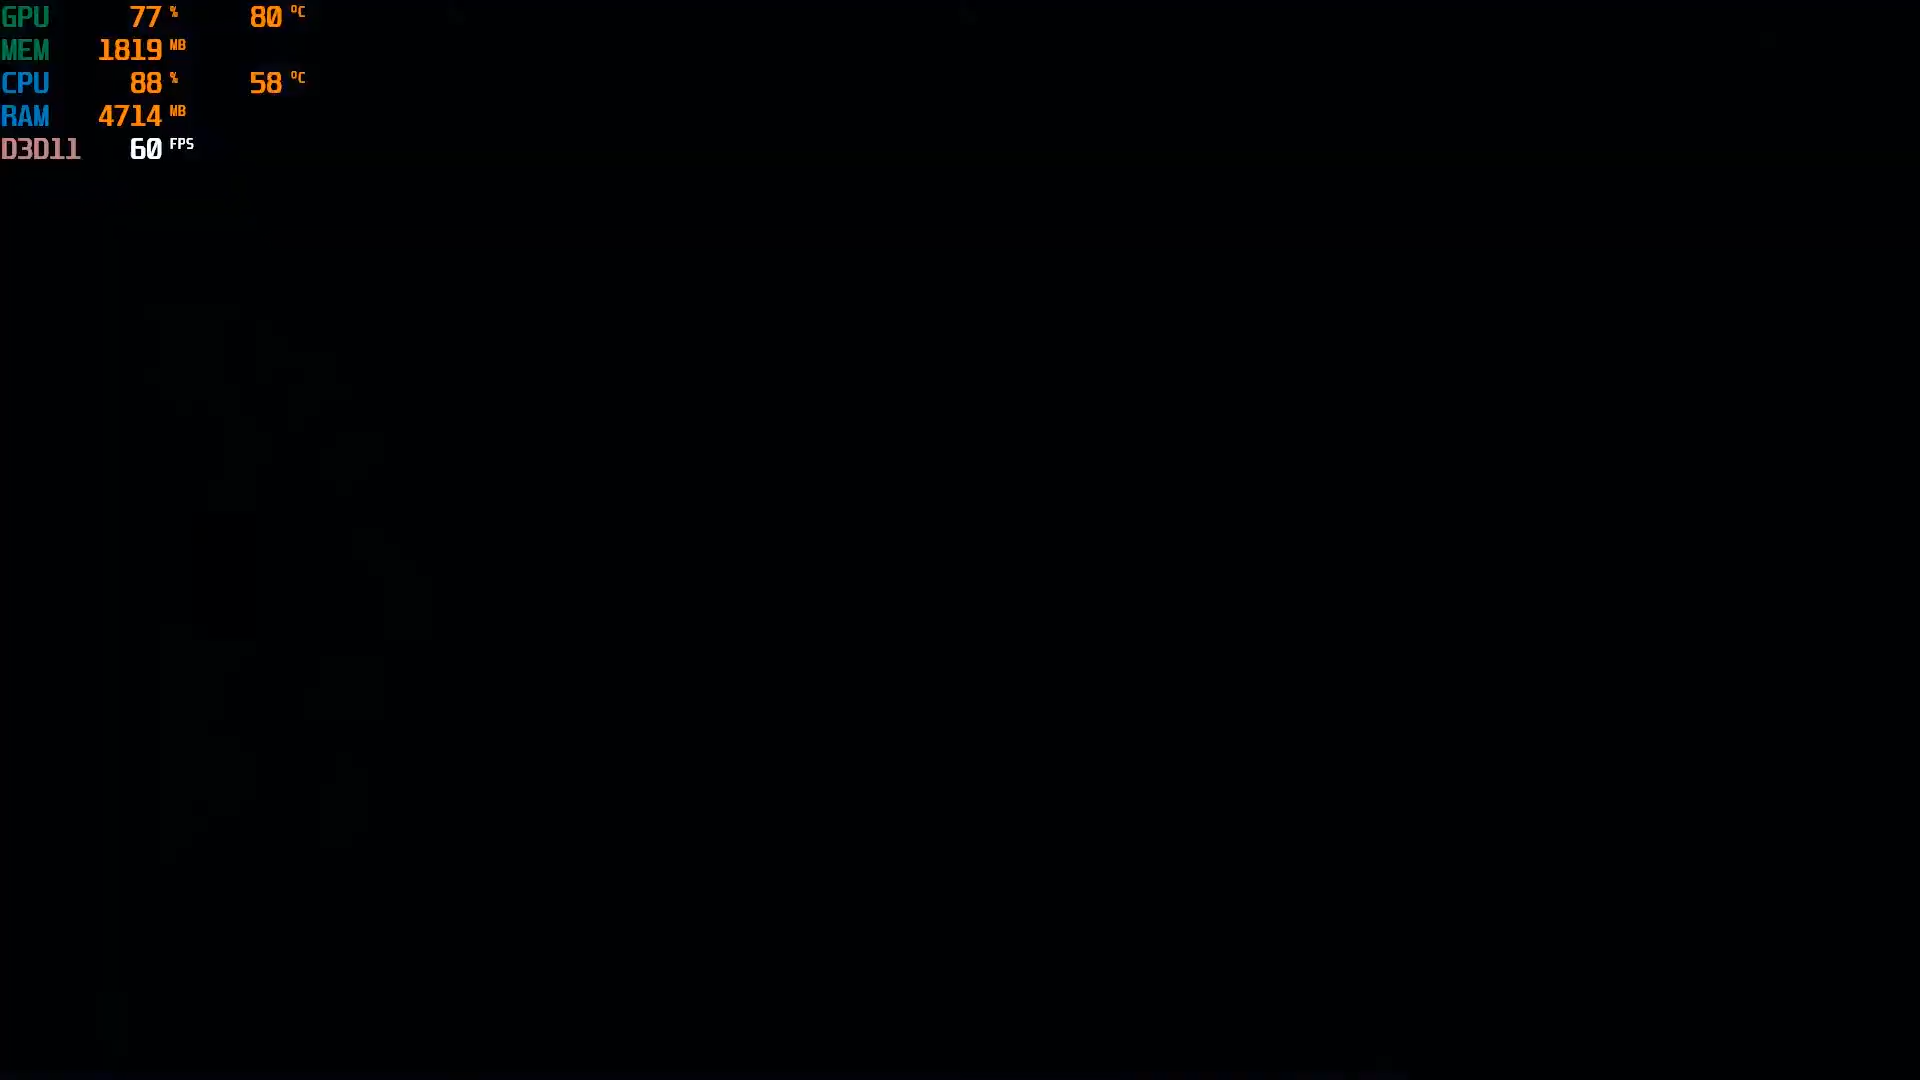 GPU 77 % 80 °C
MEM 1819 MB
CPU 88 % 58 °C
RAM 4714 MB
D3D11 60 FPS